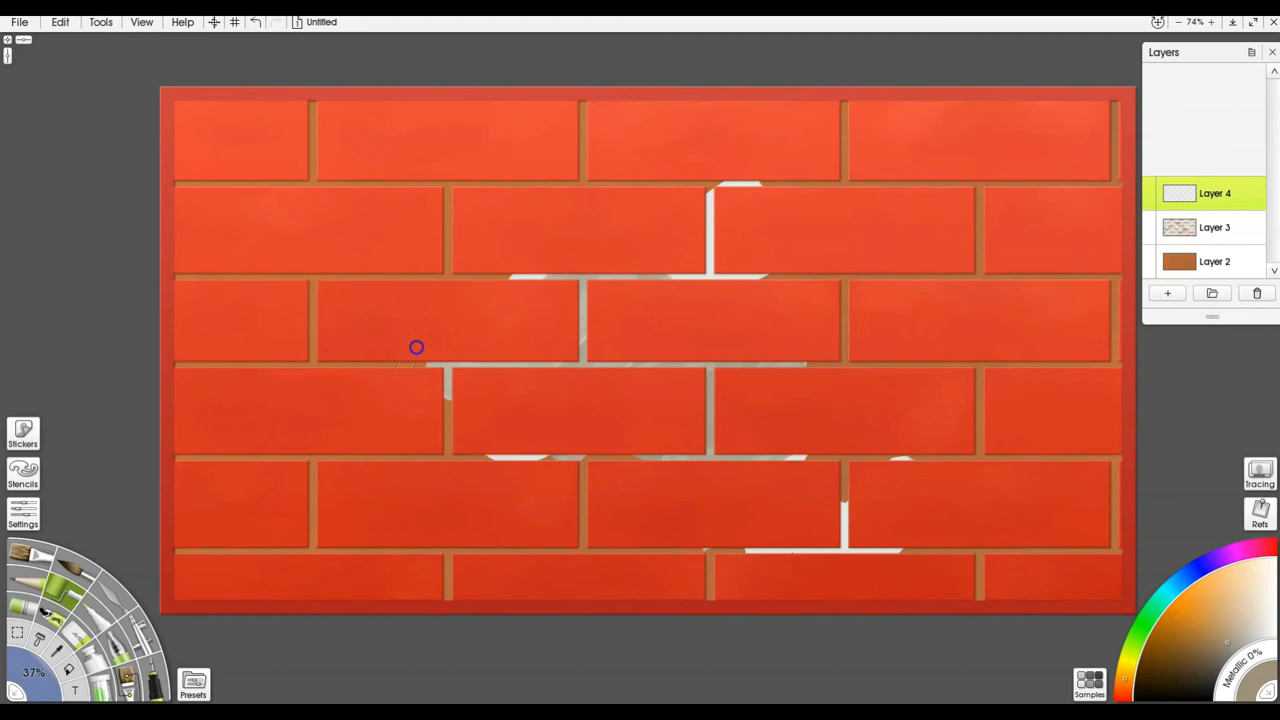 File Edit Tools View Help Untitled 74%
Layers
Layer 4
Layer 3
Layer 2
Stickers
Stencils
Settings
37%
T
Presets
Tracing
Refs
Samples
Metallic 0%